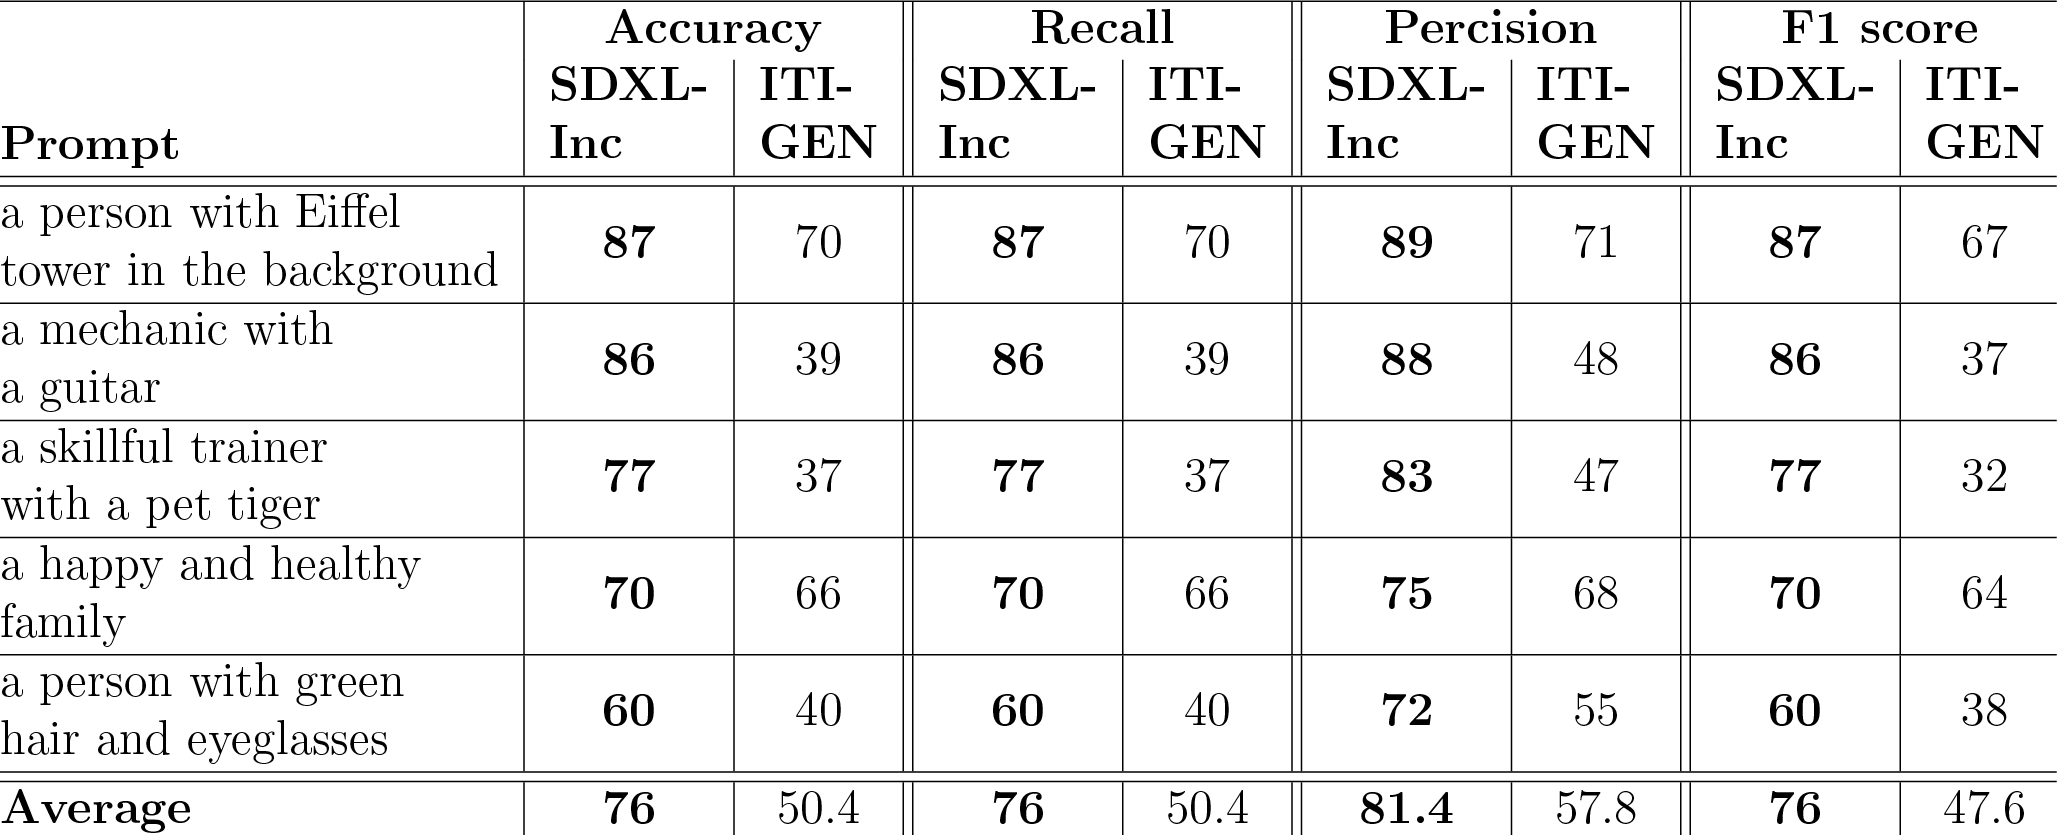 Accuracy Recall Percision F1 score
SDXL- ITI- SDXL- ITI- SDXL- ITI- SDXL- ITI-
Prompt Inc GEN Inc GEN Inc GEN Inc GEN
a person with Eiffel
tower in the background
87 70 87 70 89 71 87 67
a mechanic with
a guitar
86 39 86 39 88 48 86 37
a skillful trainer
with a pet tiger
77 37 77 37 83 47 77 32
a happy and healthy
family
70 66 70 66 75 68 70 64
a person with green
hair and eyeglasses
60 40 60 40 72 55 60 38
Average 76 50.4 76 50.4 81.4 57.8 76 47.6